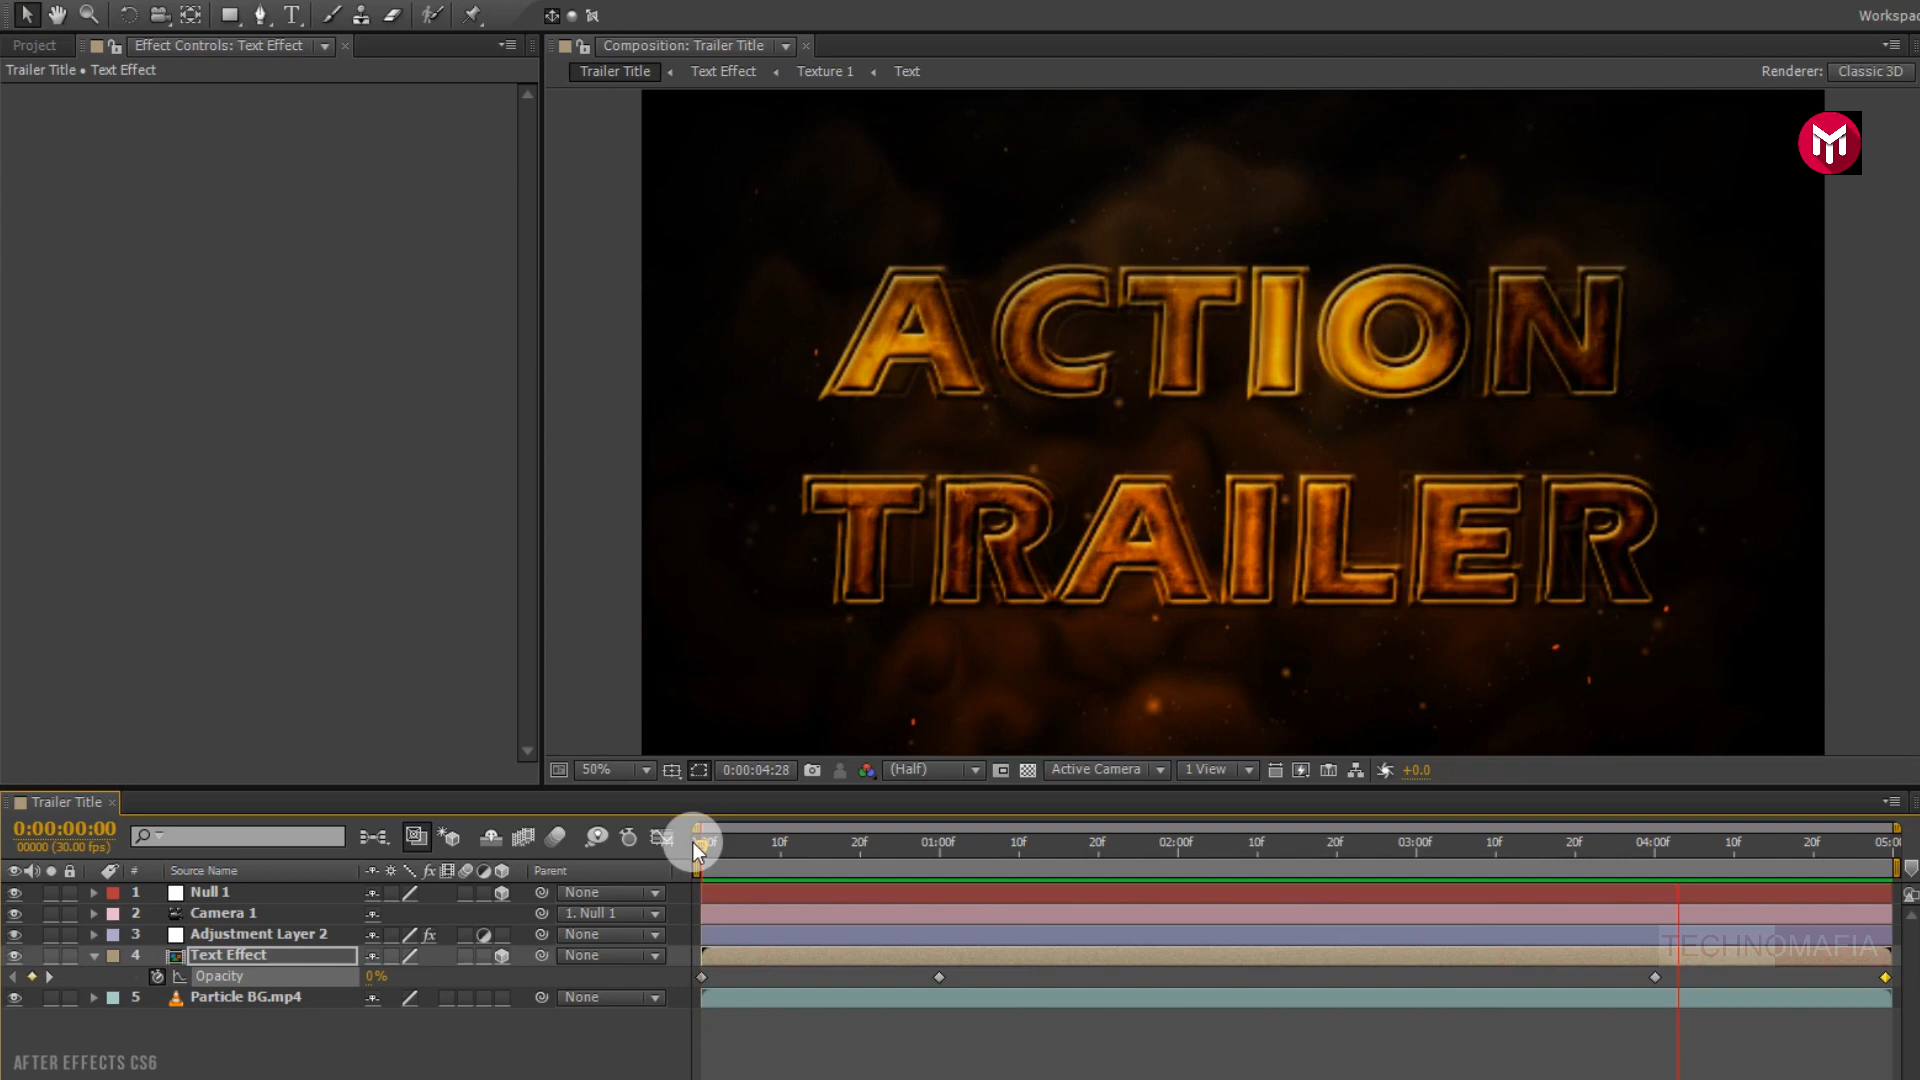 Workspac
Project
Effect Controls: Text Effect
Composition: Trailer Title
Trailer Title • Text Effect
Trailer Title
Text Effect
Texture 1
Text
Renderer:
Classic 3D
ACTION
TRAILER
50%
0:00:04:28
(Half)
Active Camera
1 View
+0.0
Trailer Title
0:00:00:00
00000 (30.00 fps)
10f
20f
01:00f
10f
20f
02:00f
10f
20f
03:00f
10f
20f
04:00f
10f
20f
05:00
#
Source Name
fx
Parent
1
Null 1
None
2
Camera 1
1. Null 1
3
Adjustment Layer 2
fx
None
4
Text Effect
None
TECHNOMAFIA
Opacity
0%
5
Particle BG.mp4
None
AFTER EFFECTS CS6